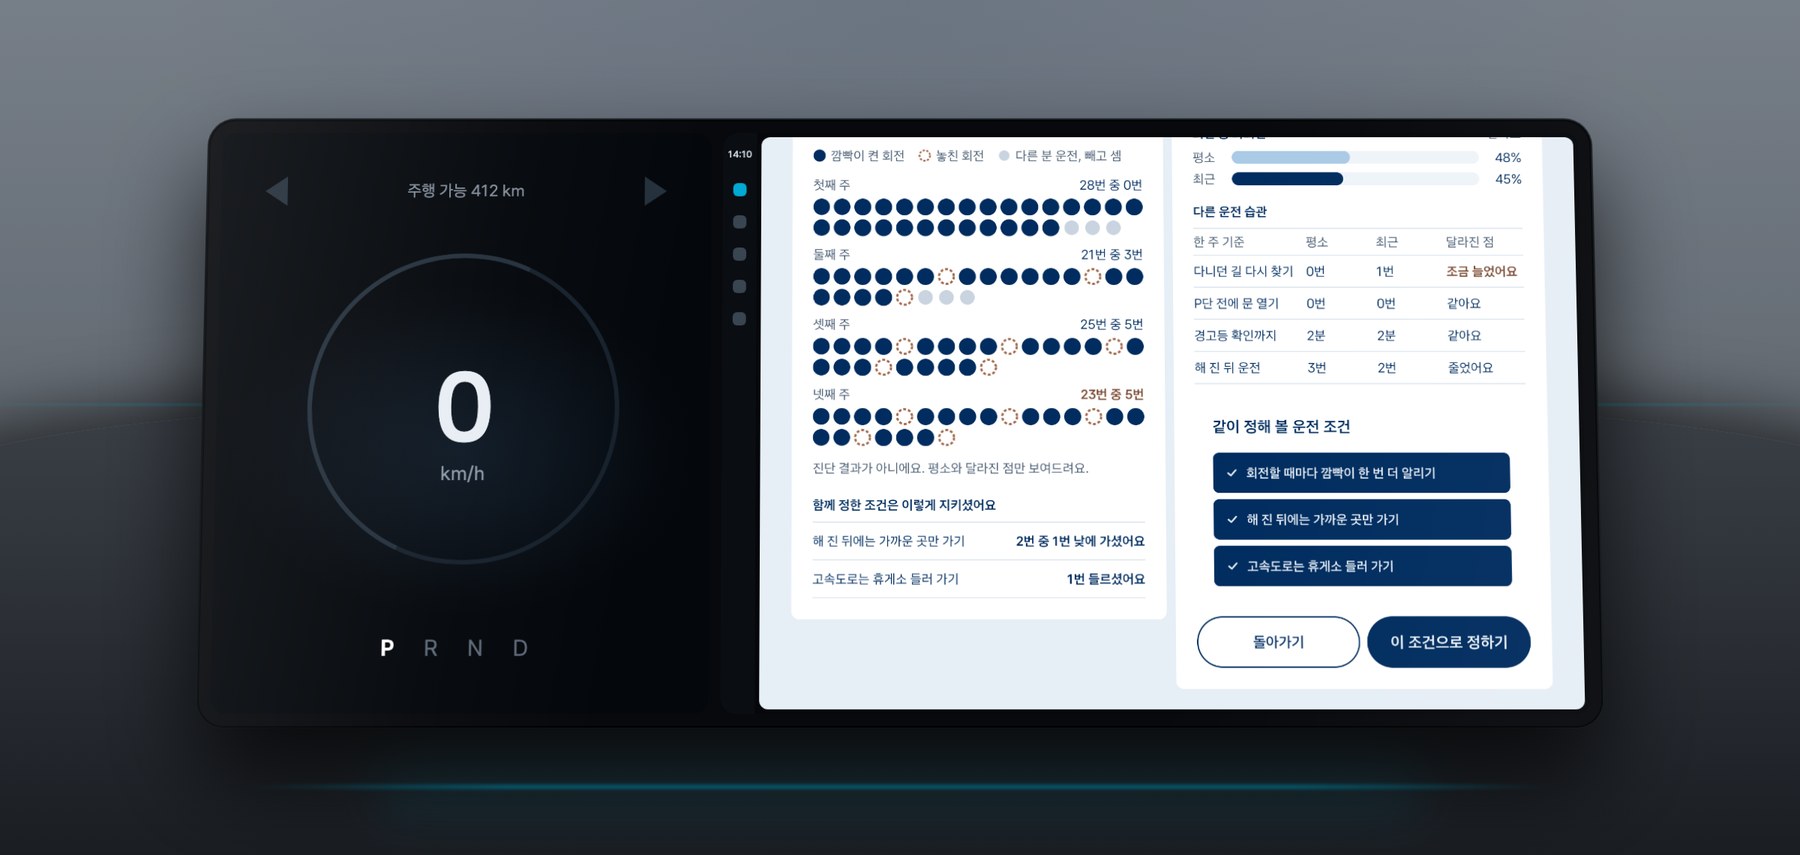 주행 가능 412 km
0
km/h
P R N D
14:10
깜빡이 켠 회전 놓친 회전 다른 분 운전, 빼고 셈
첫째 주 28번 중 0번
둘째 주 21번 중 3번
셋째 주 25번 중 5번
넷째 주 23번 중 5번
진단 결과가 아니에요. 평소와 달라진 점만 보여드려요.
함께 정한 조건은 이렇게 지키셨어요
해 진 뒤에는 가까운 곳만 가기 2번 중 1번 낮에 가셨어요
고속도로는 휴게소 들러 가기 1번 들르셨어요
평소 48%
최근 45%
다른 운전 습관
한 주 기준 평소 최근 달라진 점
다니던 길 다시 찾기 0번 1번 조금 늘었어요
P단 전에 문 열기 0번 0번 같아요
경고등 확인까지 2분 2분 같아요
해 진 뒤 운전 3번 2번 줄었어요
같이 정해 볼 운전 조건
회전할 때마다 깜빡이 한 번 더 알리기
해 진 뒤에는 가까운 곳만 가기
고속도로는 휴게소 들러 가기
돌아가기
이 조건으로 정하기